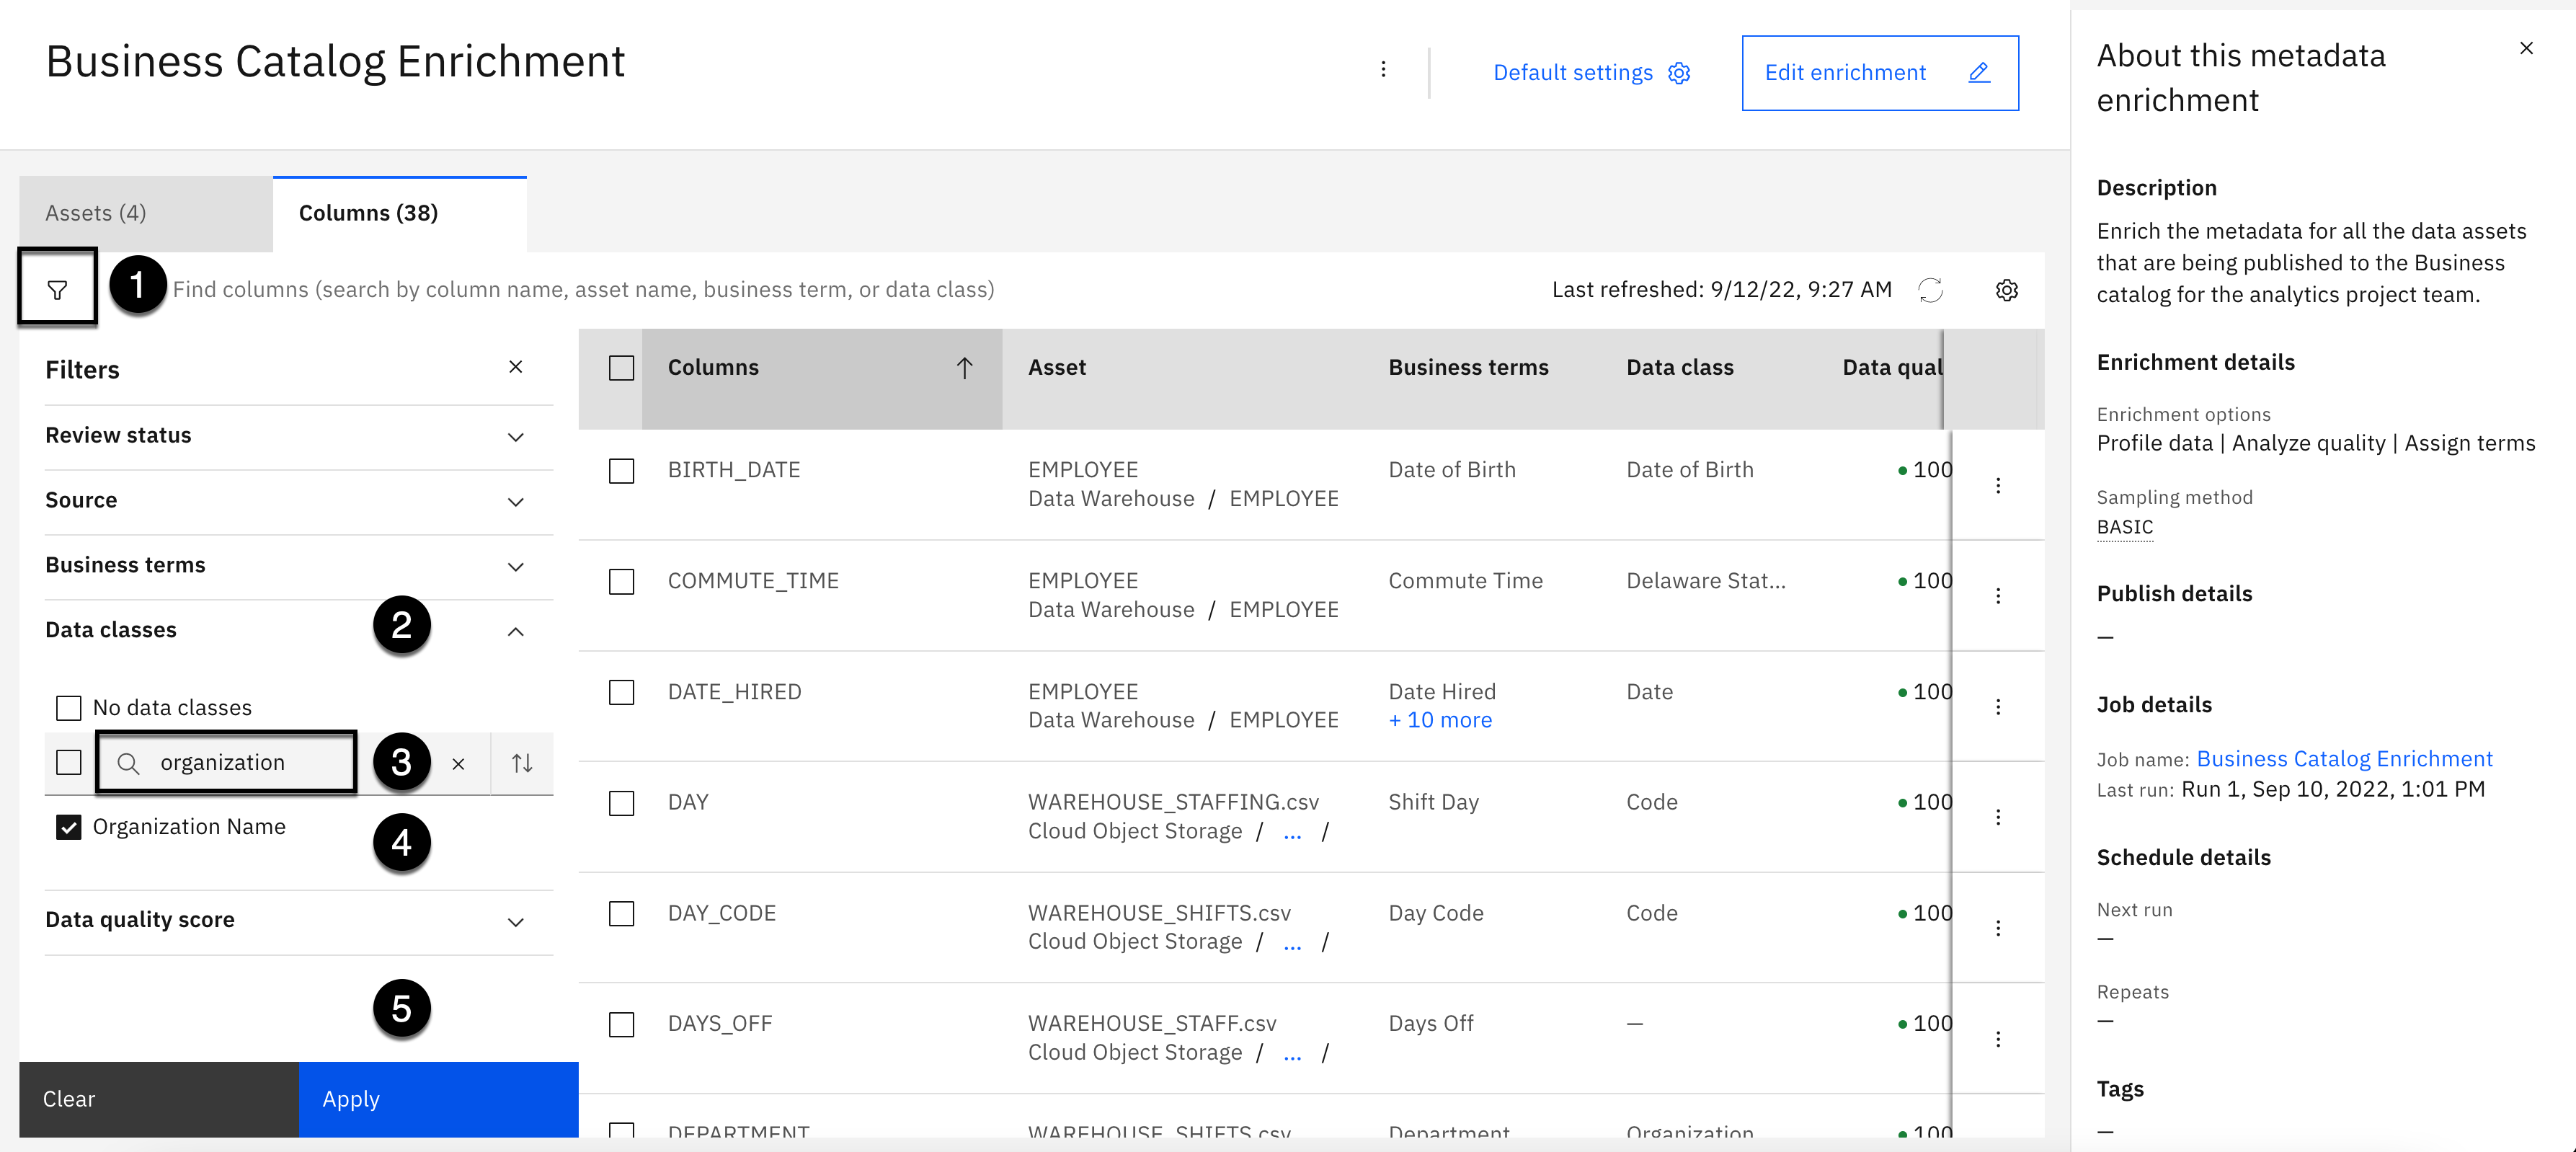 Business Catalog Enrichment
Default settings
Edit enrichment
Assets (4)
Columns (38)
1
Find columns (search by column name, asset name, business term, or data class)
Last refreshed: 9/12/22, 9:27 AM
Filters
Review status
Source
Business terms
2
Data classes
No data classes
organization
3
Organization Name
4
Data quality score
5
Clear
Apply
Columns
Asset
Business terms
Data class
Data qual
BIRTH_DATE
EMPLOYEE
Date of Birth
Date of Birth
100
Data Warehouse / EMPLOYEE
COMMUTE_TIME
EMPLOYEE
Commute Time
Delaware Stat...
100
Data Warehouse / EMPLOYEE
DATE_HIRED
EMPLOYEE
Date Hired
Date
100
Data Warehouse / EMPLOYEE
+ 10 more
DAY
WAREHOUSE_STAFFING.csv
Shift Day
Code
100
Cloud Object Storage / ... /
DAY_CODE
WAREHOUSE_SHIFTS.csv
Day Code
Code
100
Cloud Object Storage / ... /
DAYS_OFF
WAREHOUSE_STAFF.csv
Days Off
—
100
Cloud Object Storage / ... /
DEPARTMENT
WAREHOUSE_SHIFTS.csv
Department
Organization
100
About this metadata
enrichment
Description
Enrich the metadata for all the data assets
that are being published to the Business
catalog for the analytics project team.
Enrichment details
Enrichment options
Profile data | Analyze quality | Assign terms
Sampling method
BASIC
Publish details
—
Job details
Job name: Business Catalog Enrichment
Last run: Run 1, Sep 10, 2022, 1:01 PM
Schedule details
Next run
—
Repeats
—
Tags
—